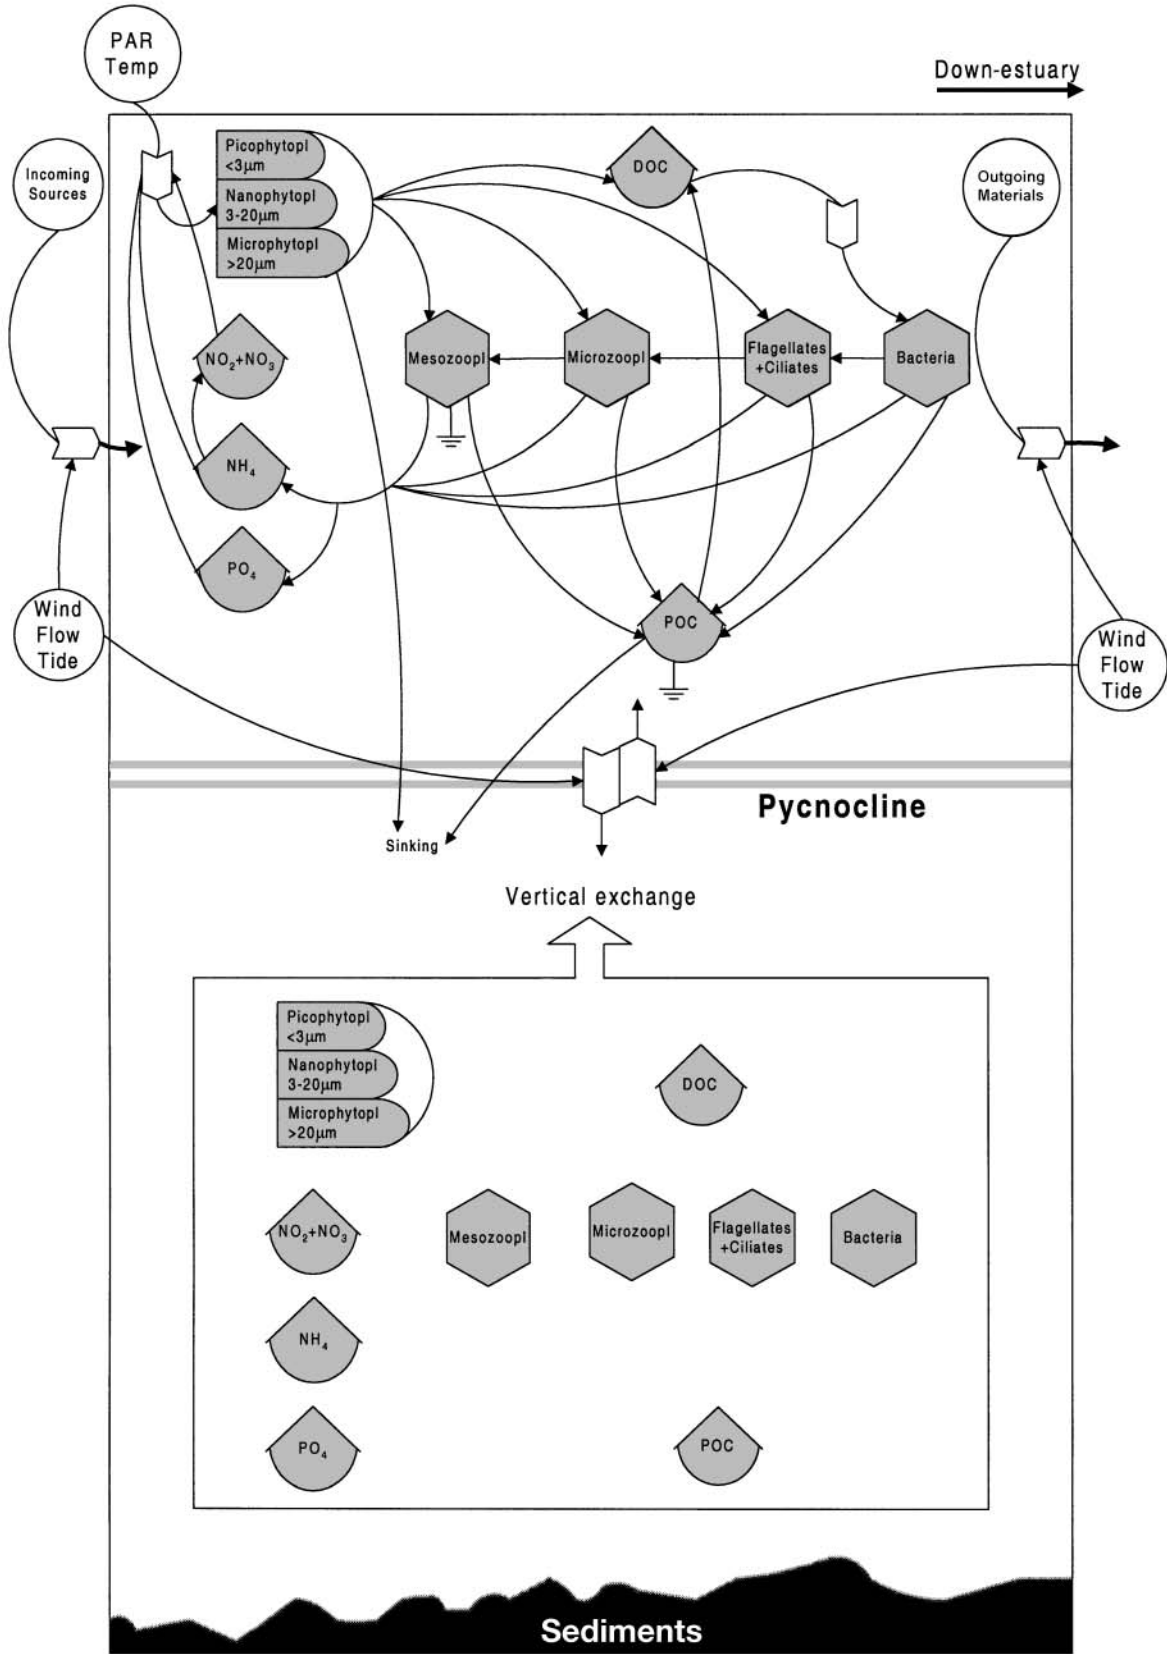 PAR
Temp
Down-estuary
Incoming
Sources
Picophytopl
<3μm
Nanophytopl
3-20μm
Microphytopl
>20μm
DOC
Outgoing
Materials
NO₂+NO₃
Mesozoopl
Microzoopl
Flagellates
+Ciliates
Bacteria
NH₄
PO₄
Wind
Flow
Tide
POC
Wind
Flow
Tide
Pycnocline
Sinking
Vertical exchange
Picophytopl
<3μm
Nanophytopl
3-20μm
Microphytopl
>20μm
DOC
NO₂+NO₃
Mesozoopl
Microzoopl
Flagellates
+Ciliates
Bacteria
NH₄
PO₄
POC
Sediments